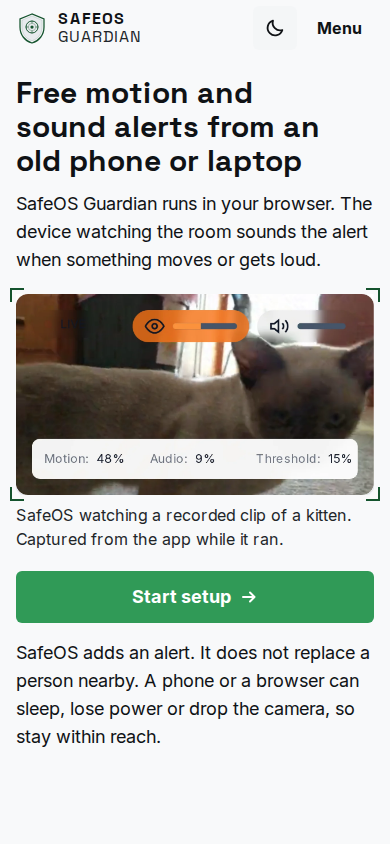 SAFEOS
GUARDIAN
Menu
Free motion and
sound alerts from an
old phone or laptop
SafeOS Guardian runs in your browser. The
device watching the room sounds the alert
when something moves or gets loud.
Motion: 48% Audio: 9% Threshold: 15%
SafeOS watching a recorded clip of a kitten.
Captured from the app while it ran.
Start setup →
SafeOS adds an alert. It does not replace a
person nearby. A phone or a browser can
sleep, lose power or drop the camera, so
stay within reach.